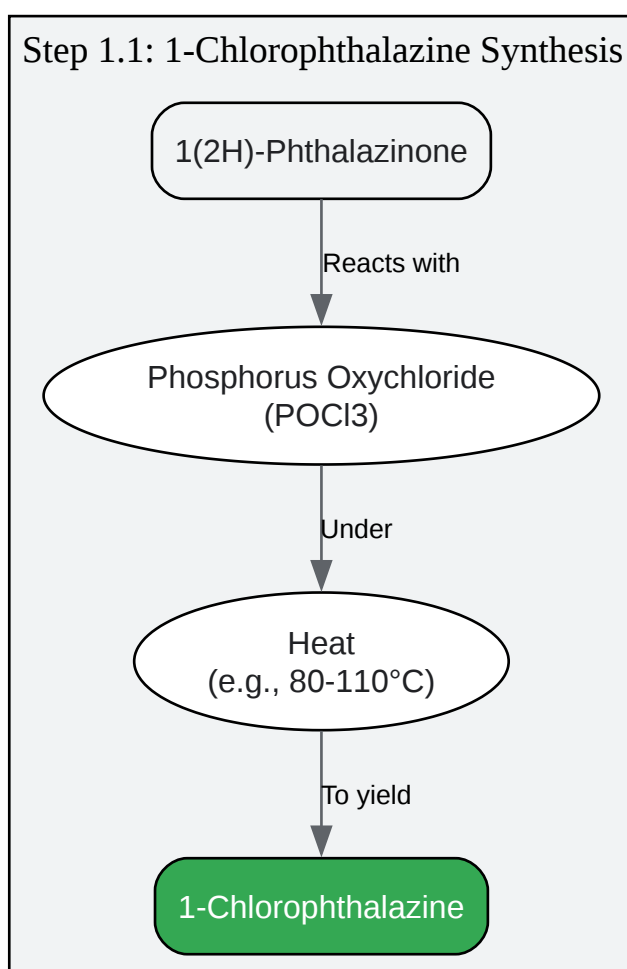 Step 1.1: 1-Chlorophthalazine Synthesis
1(2H)-Phthalazinone
Reacts with
Phosphorus Oxychloride
(POCl3)
Under
Heat
(e.g., 80-110°C)
To yield
1-Chlorophthalazine